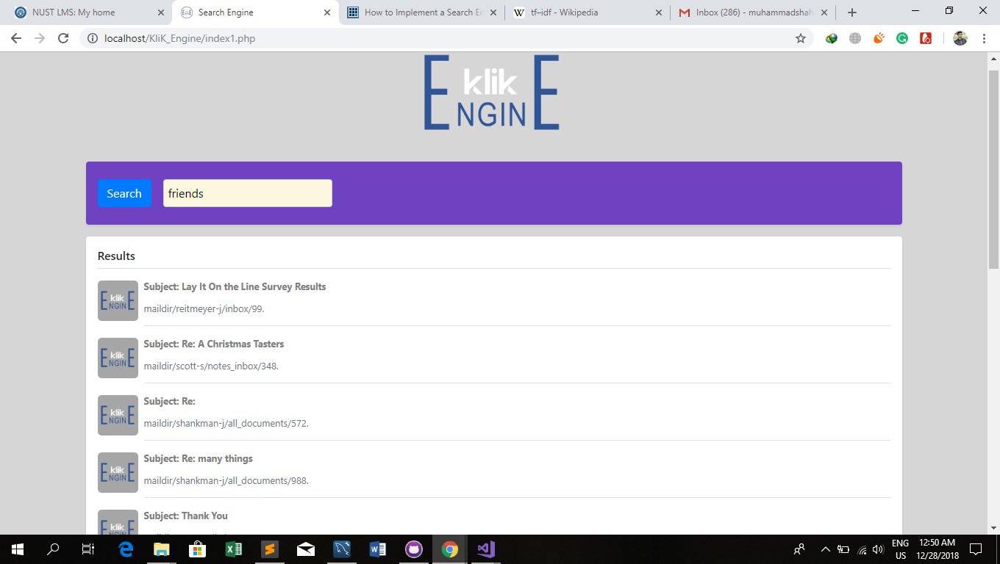 NUST LMS: My home
Search Engine
How to Implement a Search En
tf–idf - Wikipedia
Inbox (286) - muhammadshah
localhost/KliK_Engine/index1.php
klik
ENGINE
Search
friends
Results
klik ENGINE
Subject: Lay It On the Line Survey Results
maildir/reitmeyer-j/inbox/99.
klik ENGINE
Subject: Re: A Christmas Tasters
maildir/scott-s/notes_inbox/348.
klik ENGINE
Subject: Re:
maildir/shankman-j/all_documents/572.
klik ENGINE
Subject: Re: many things
maildir/shankman-j/all_documents/988.
klik
Subject: Thank You
ENG
US
12:50 AM
12/28/2018